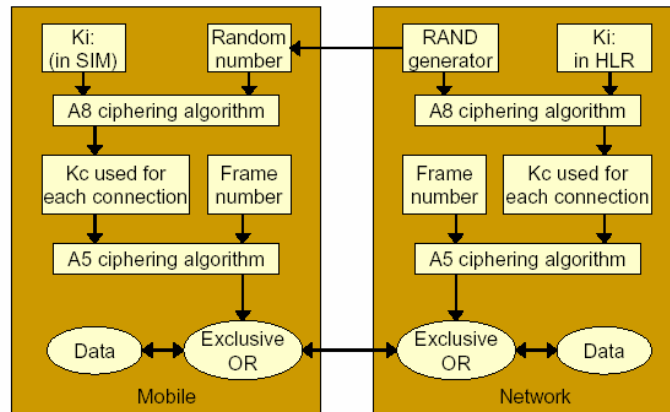 Ki:
(in SIM)
Random
number
A8 ciphering algorithm
Kc used for
each connection
Frame
number
A5 ciphering algorithm
Data
Exclusive
OR
Mobile
RAND
generator
Ki:
in HLR
A8 ciphering algorithm
Frame
number
Kc used for
each connection
A5 ciphering algorithm
Exclusive
OR
Data
Network